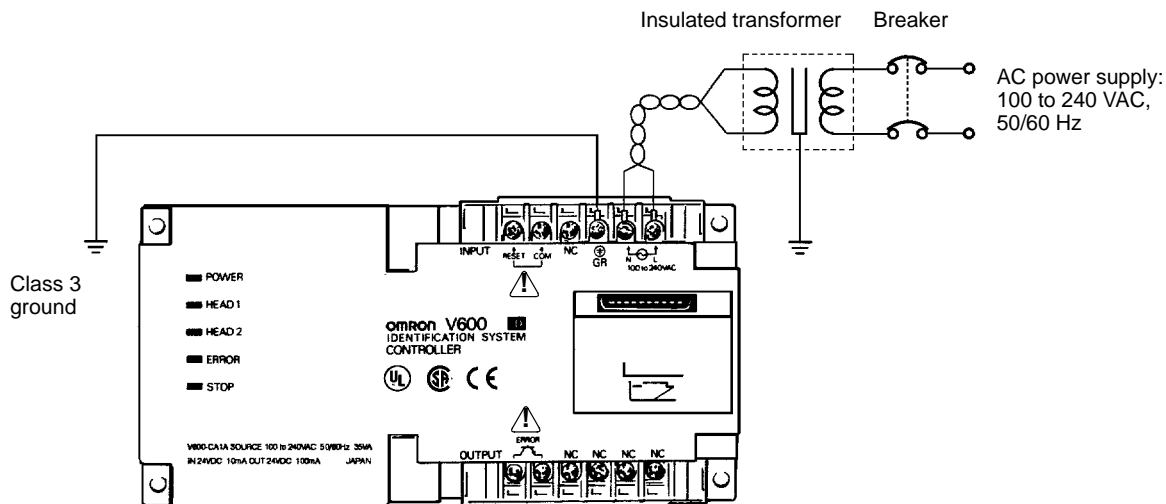 Insulated transformer
Breaker
AC power supply:
100 to 240 VAC,
50/60 Hz
Class 3
ground
INPUT
RESET
COM
NC
GR
N
L
100 to 240VAC
POWER
HEAD 1
HEAD 2
ERROR
STOP
OMRON V600
IDENTIFICATION SYSTEM
CONTROLLER
UL
SA
CE
V600-CA1A SOURCE 100 to 240VAC 50/60Hz 35VA
IN 24VDC 10mA OUT 24VDC 100mA JAPAN
OUTPUT
ERROR
NC
NC
NC
NC